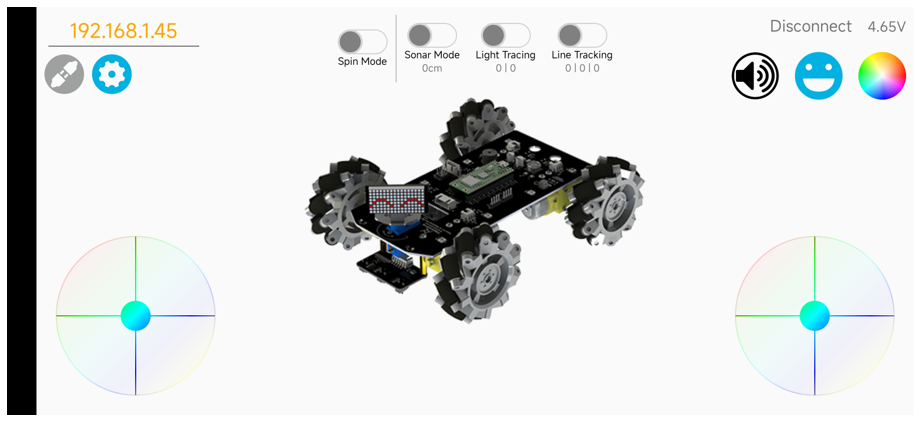 192.168.1.45
Disconnect 4.65V
Spin Mode
Sonar Mode
0cm
Light Tracing
0 | 0
Line Tracking
0 | 0 | 0